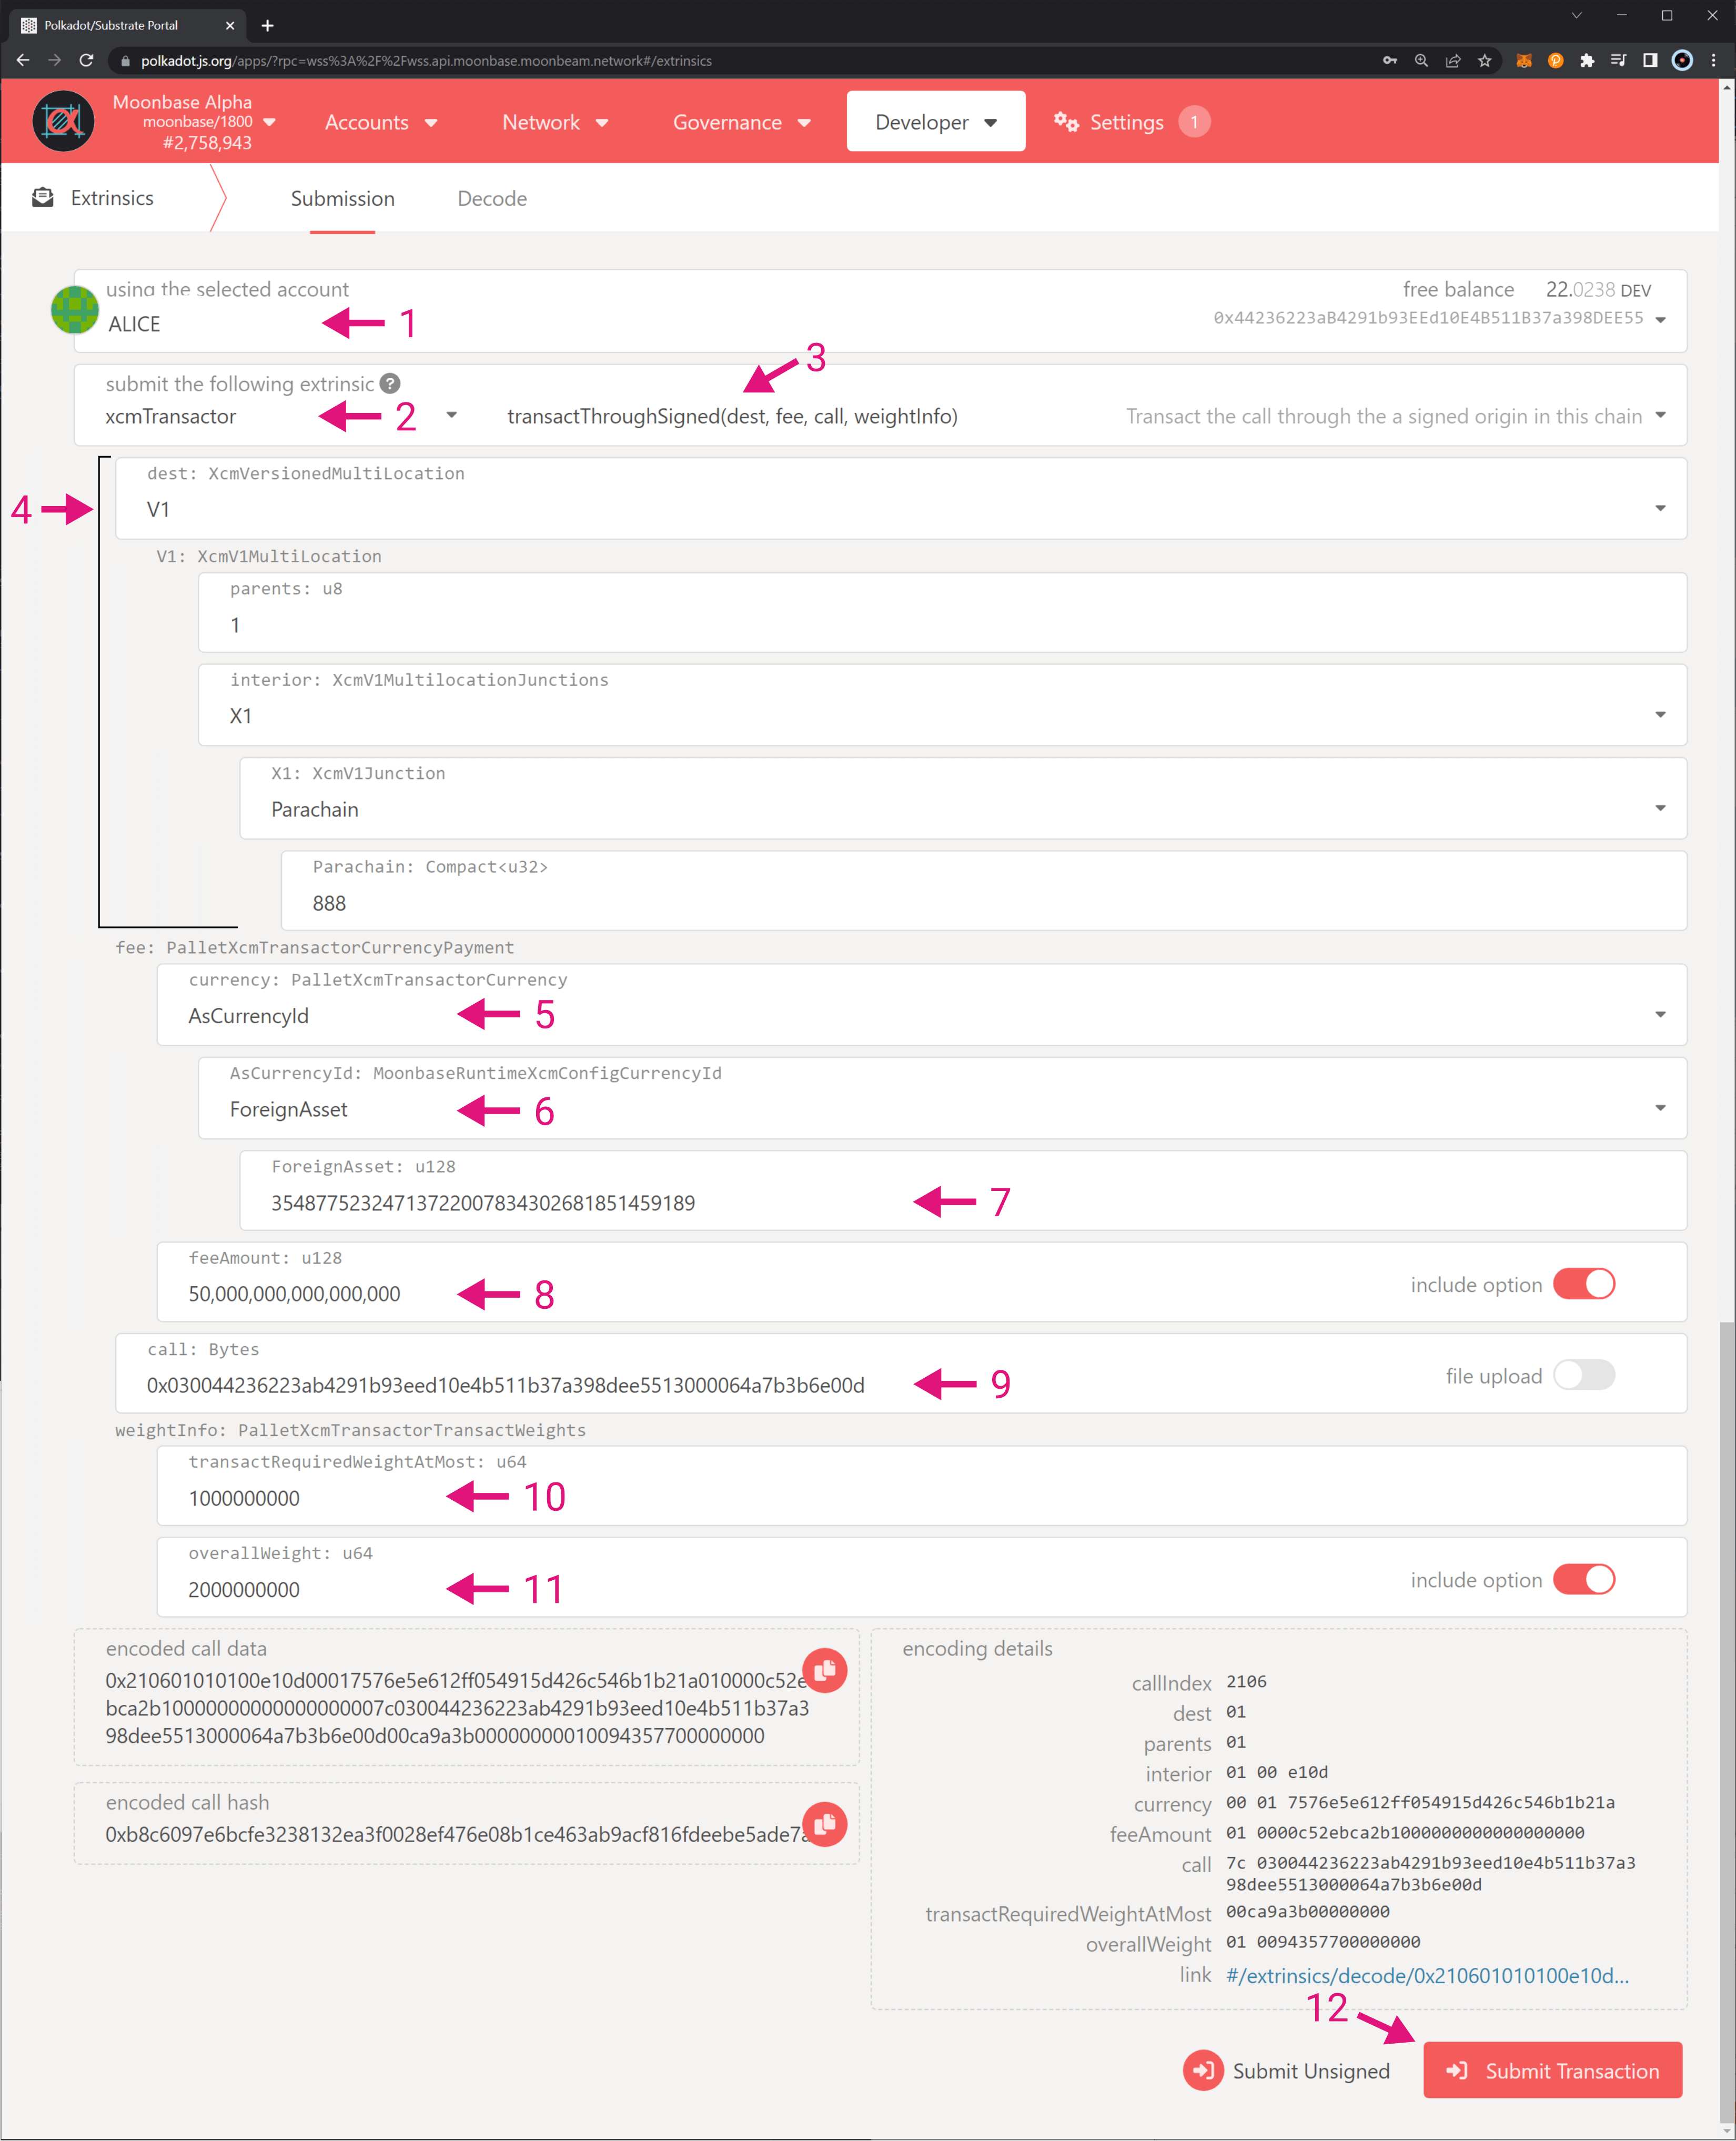 Polkadot/Substrate Portal
polkadot.js.org/apps/?rpc=wss%3A%2F%2Fwss.api.moonbase.moonbeam.network#/extrinsics
Moonbase Alpha
moonbase/1800
#2,758,943
Accounts
Network
Governance
Developer
Settings
1
Extrinsics
Submission
Decode
using the selected account
ALICE
1
free balance 22.0238 DEV
0x44236223aB4291b93EEd10E4B511B37a398DEE55
3
submit the following extrinsic ?
xcmTransactor
2
transactThroughSigned(dest, fee, call, weightInfo)
Transact the call through the a signed origin in this chain
4
dest: XcmVersionedMultiLocation
V1
V1: XcmV1MultiLocation
parents: u8
1
interior: XcmV1MultilocationJunctions
X1
X1: XcmV1Junction
Parachain
Parachain: Compact<u32>
888
fee: PalletXcmTransactorCurrencyPayment
currency: PalletXcmTransactorCurrency
AsCurrencyId
5
AsCurrencyId: MoonbaseRuntimeXcmConfigCurrencyId
ForeignAsset
6
ForeignAsset: u128
35487752324713722007834302681851459189
7
feeAmount: u128
50,000,000,000,000,000
8
include option
call: Bytes
0x030044236223ab4291b93eed10e4b511b37a398dee5513000064a7b3b6e00d
9
file upload
weightInfo: PalletXcmTransactorTransactWeights
transactRequiredWeightAtMost: u64
1000000000
10
overallWeight: u64
2000000000
11
include option
encoded call data
0x210601010100e10d00017576e5e612ff054915d426c546b1b21a010000c52e
bca2b10000000000000000007c030044236223ab4291b93eed10e4b511b37a3
98dee5513000064a7b3b6e00d00ca9a3b00000000010094357700000000
encoded call hash
0xb8c6097e6bcfe3238132ea3f0028ef476e08b1ce463ab9acf816fdeebe5ade7a
encoding details
callIndex 2106
dest 01
parents 01
interior 01 00 e10d
currency 00 01 7576e5e612ff054915d426c546b1b21a
feeAmount 01 0000c52ebca2b1000000000000000000
call 7c 030044236223ab4291b93eed10e4b511b37a3
98dee5513000064a7b3b6e00d
transactRequiredWeightAtMost 00ca9a3b00000000
overallWeight 01 0094357700000000
link #/extrinsics/decode/0x210601010100e10d...
12
Submit Unsigned
Submit Transaction